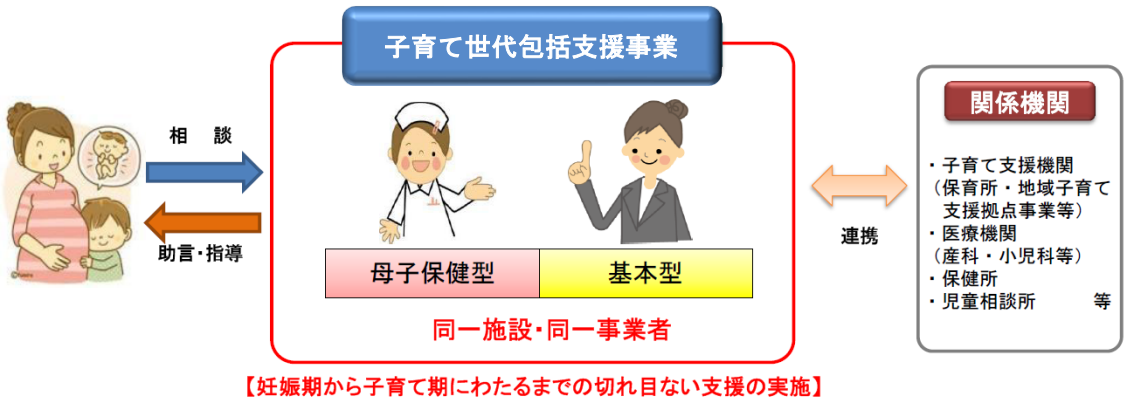 子育て世代包括支援事業
関係機関
相　談
助言・指導
母子保健型
基本型
同一施設・同一事業者
連携
・子育て支援機関
（保育所・地域子育て
支援拠点事業等）
・医療機関
（産科・小児科等）
・保健所
・児童相談所　　等
【妊娠期から子育て期にわたるまでの切れ目ない支援の実施】